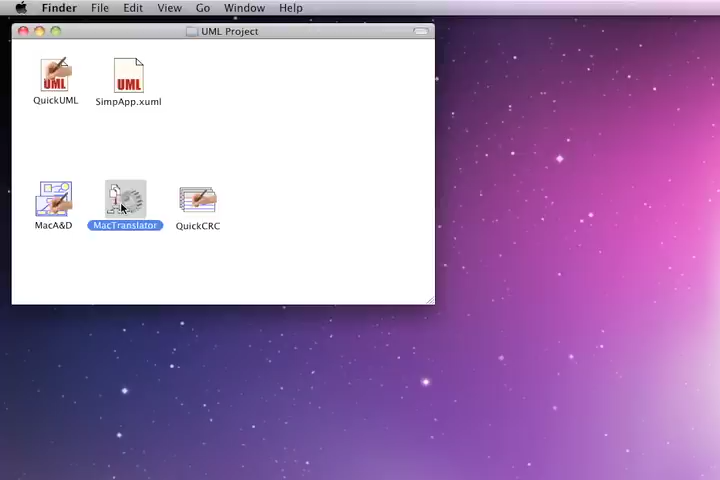 Finder File Edit View Go Window Help
UML Project
UML
UML
QuickUML
SimpApp.xuml
MacA&D
MacTranslator
QuickCRC